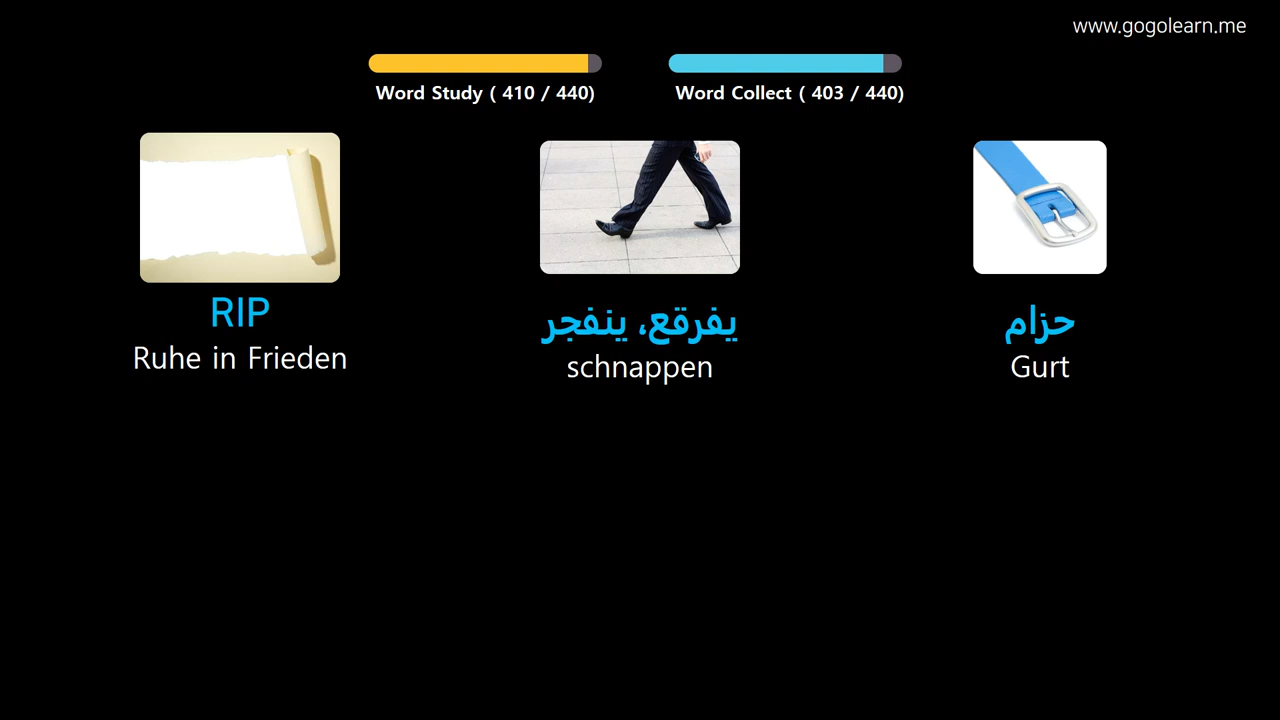 www.gogolearn.me
Word Study ( 410 / 440)
Word Collect ( 403 / 440)
RIP
Ruhe in Frieden
يفرقع، ينفجر
schnappen
حزام
Gurt